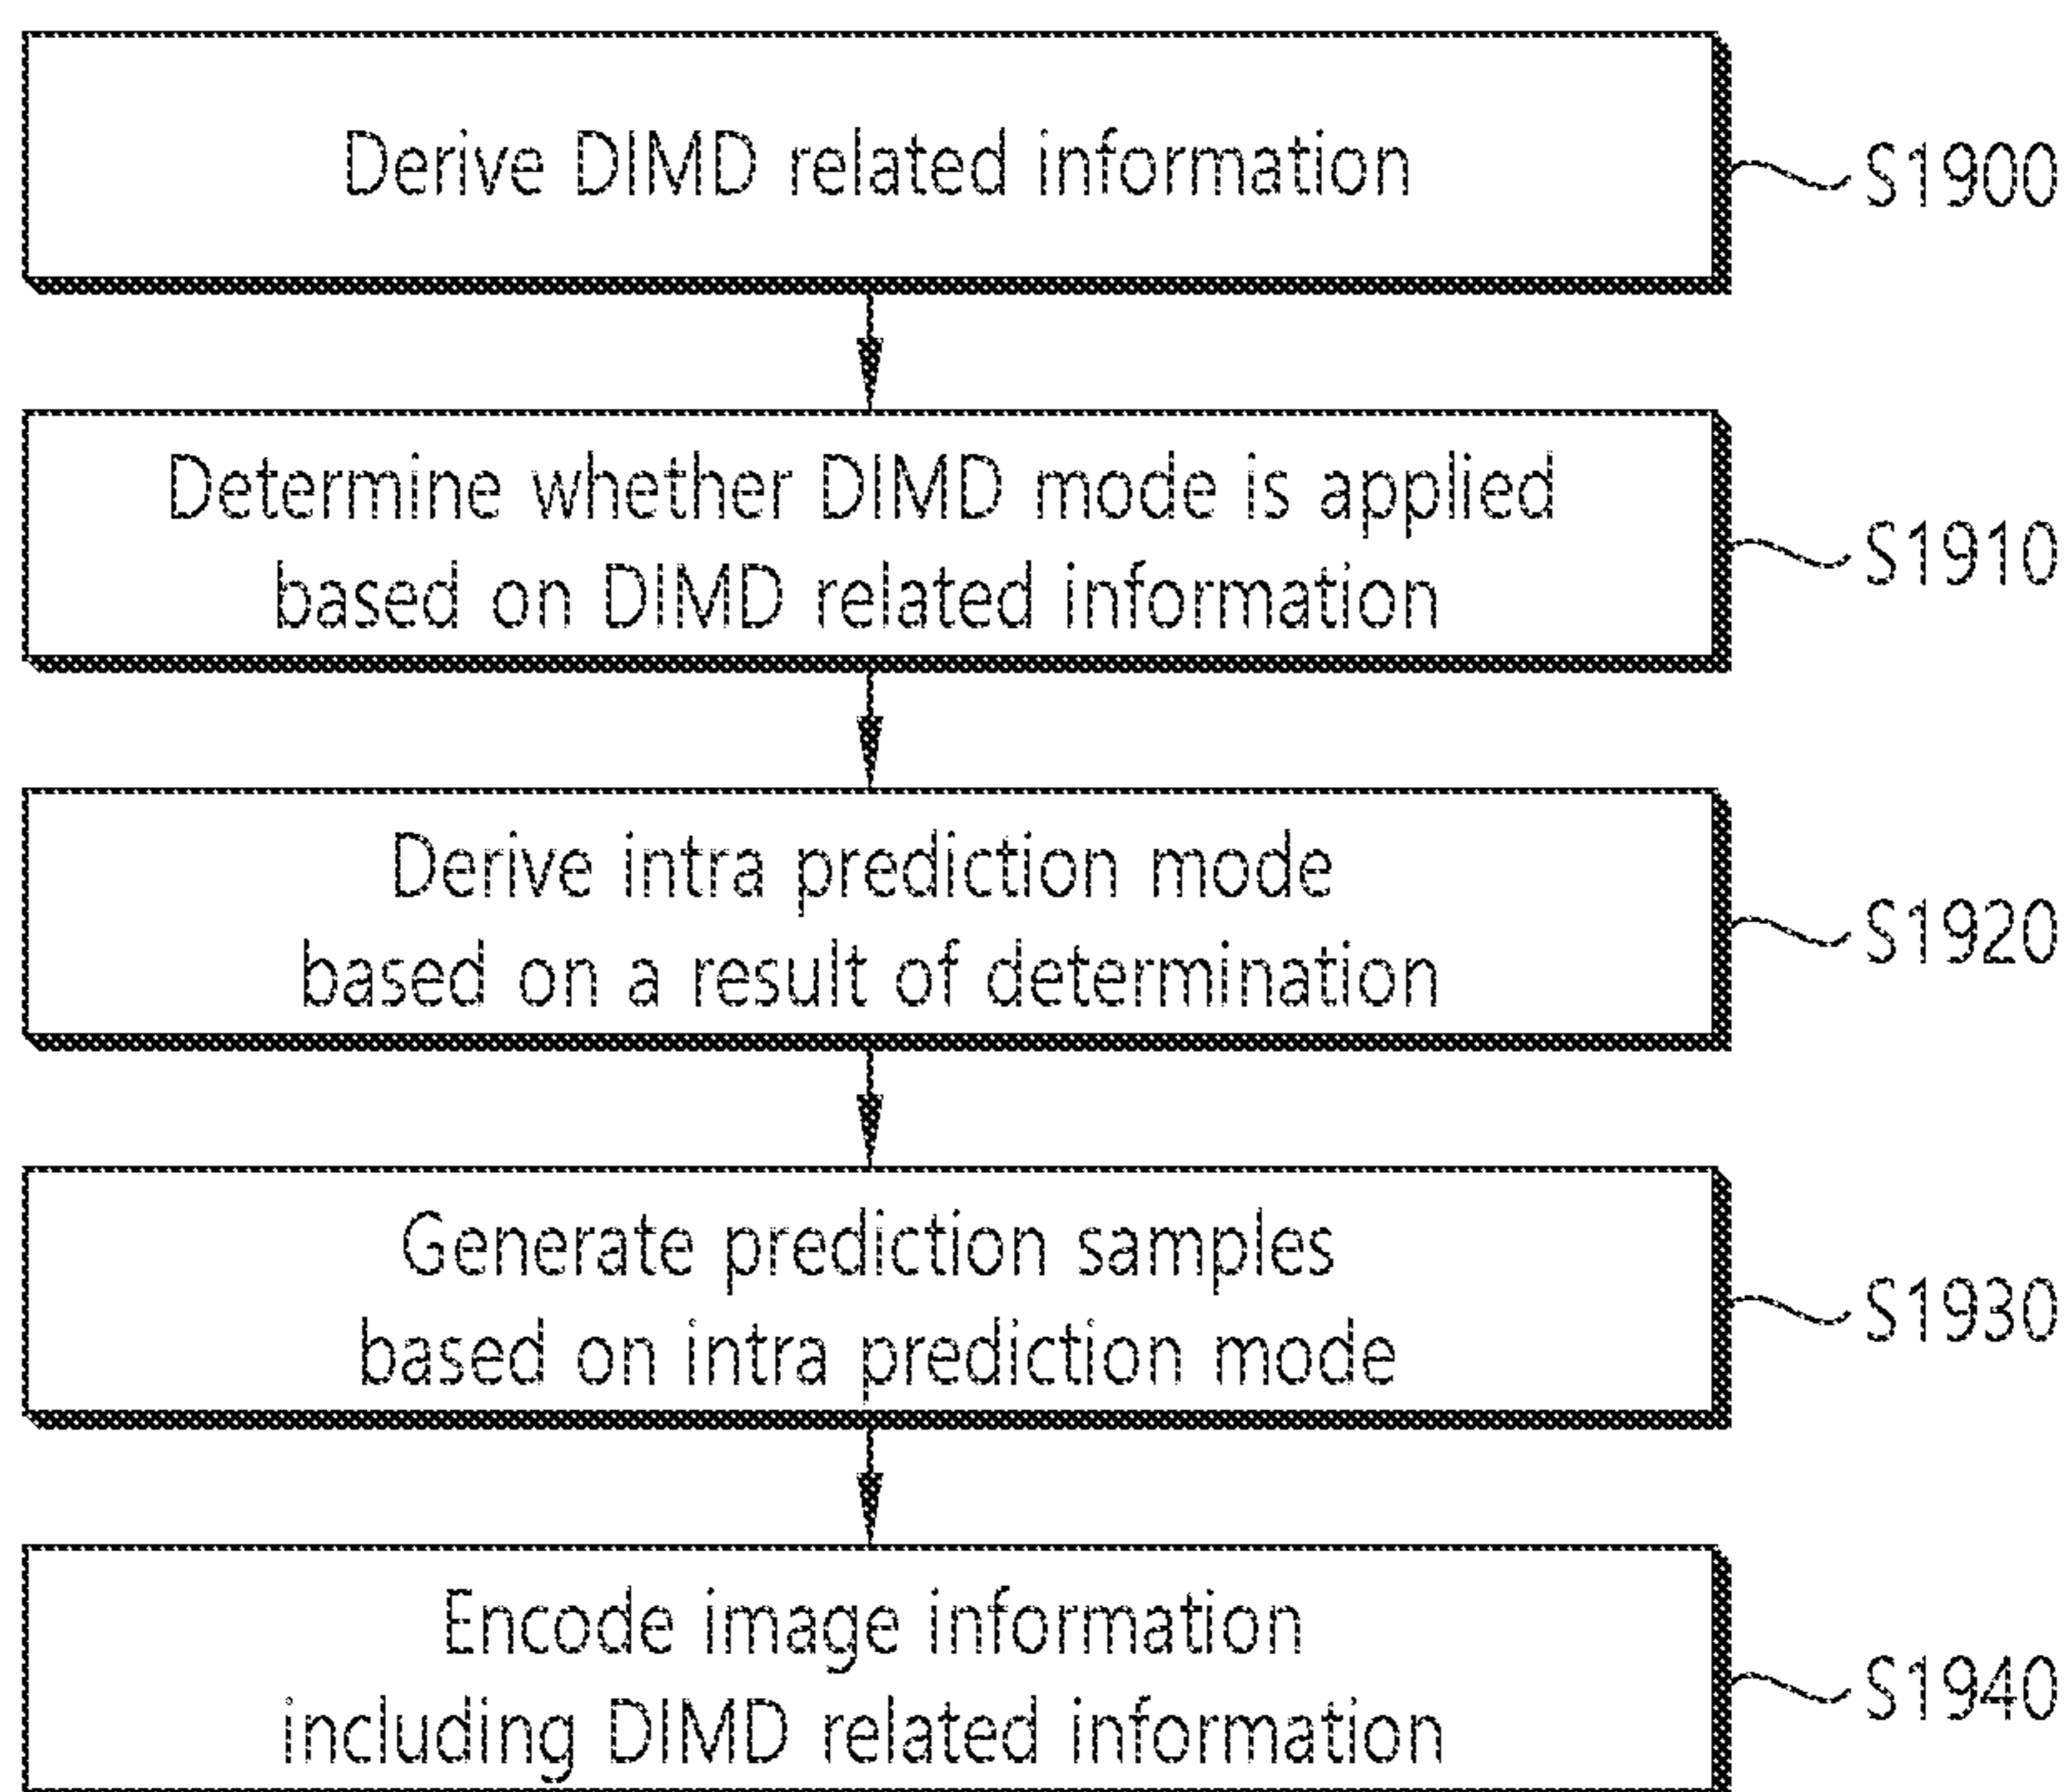 Derive DIMD related information
S1900
Determine whether DIMD mode is applied
based on DIMD related information
S1910
Derive intra prediction mode
based on a result of determination
S1920
Generate prediction samples
based on intra prediction mode
S1930
Encode image information
including DIMD related information
S1940